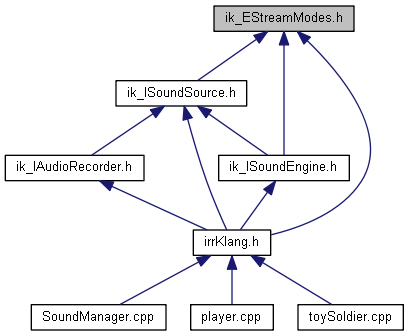 ik_EStreamModes.h
ik_ISoundSource.h
ik_IAudioRecorder.h
ik_ISoundEngine.h
irrKlang.h
SoundManager.cpp
player.cpp
toySoldier.cpp